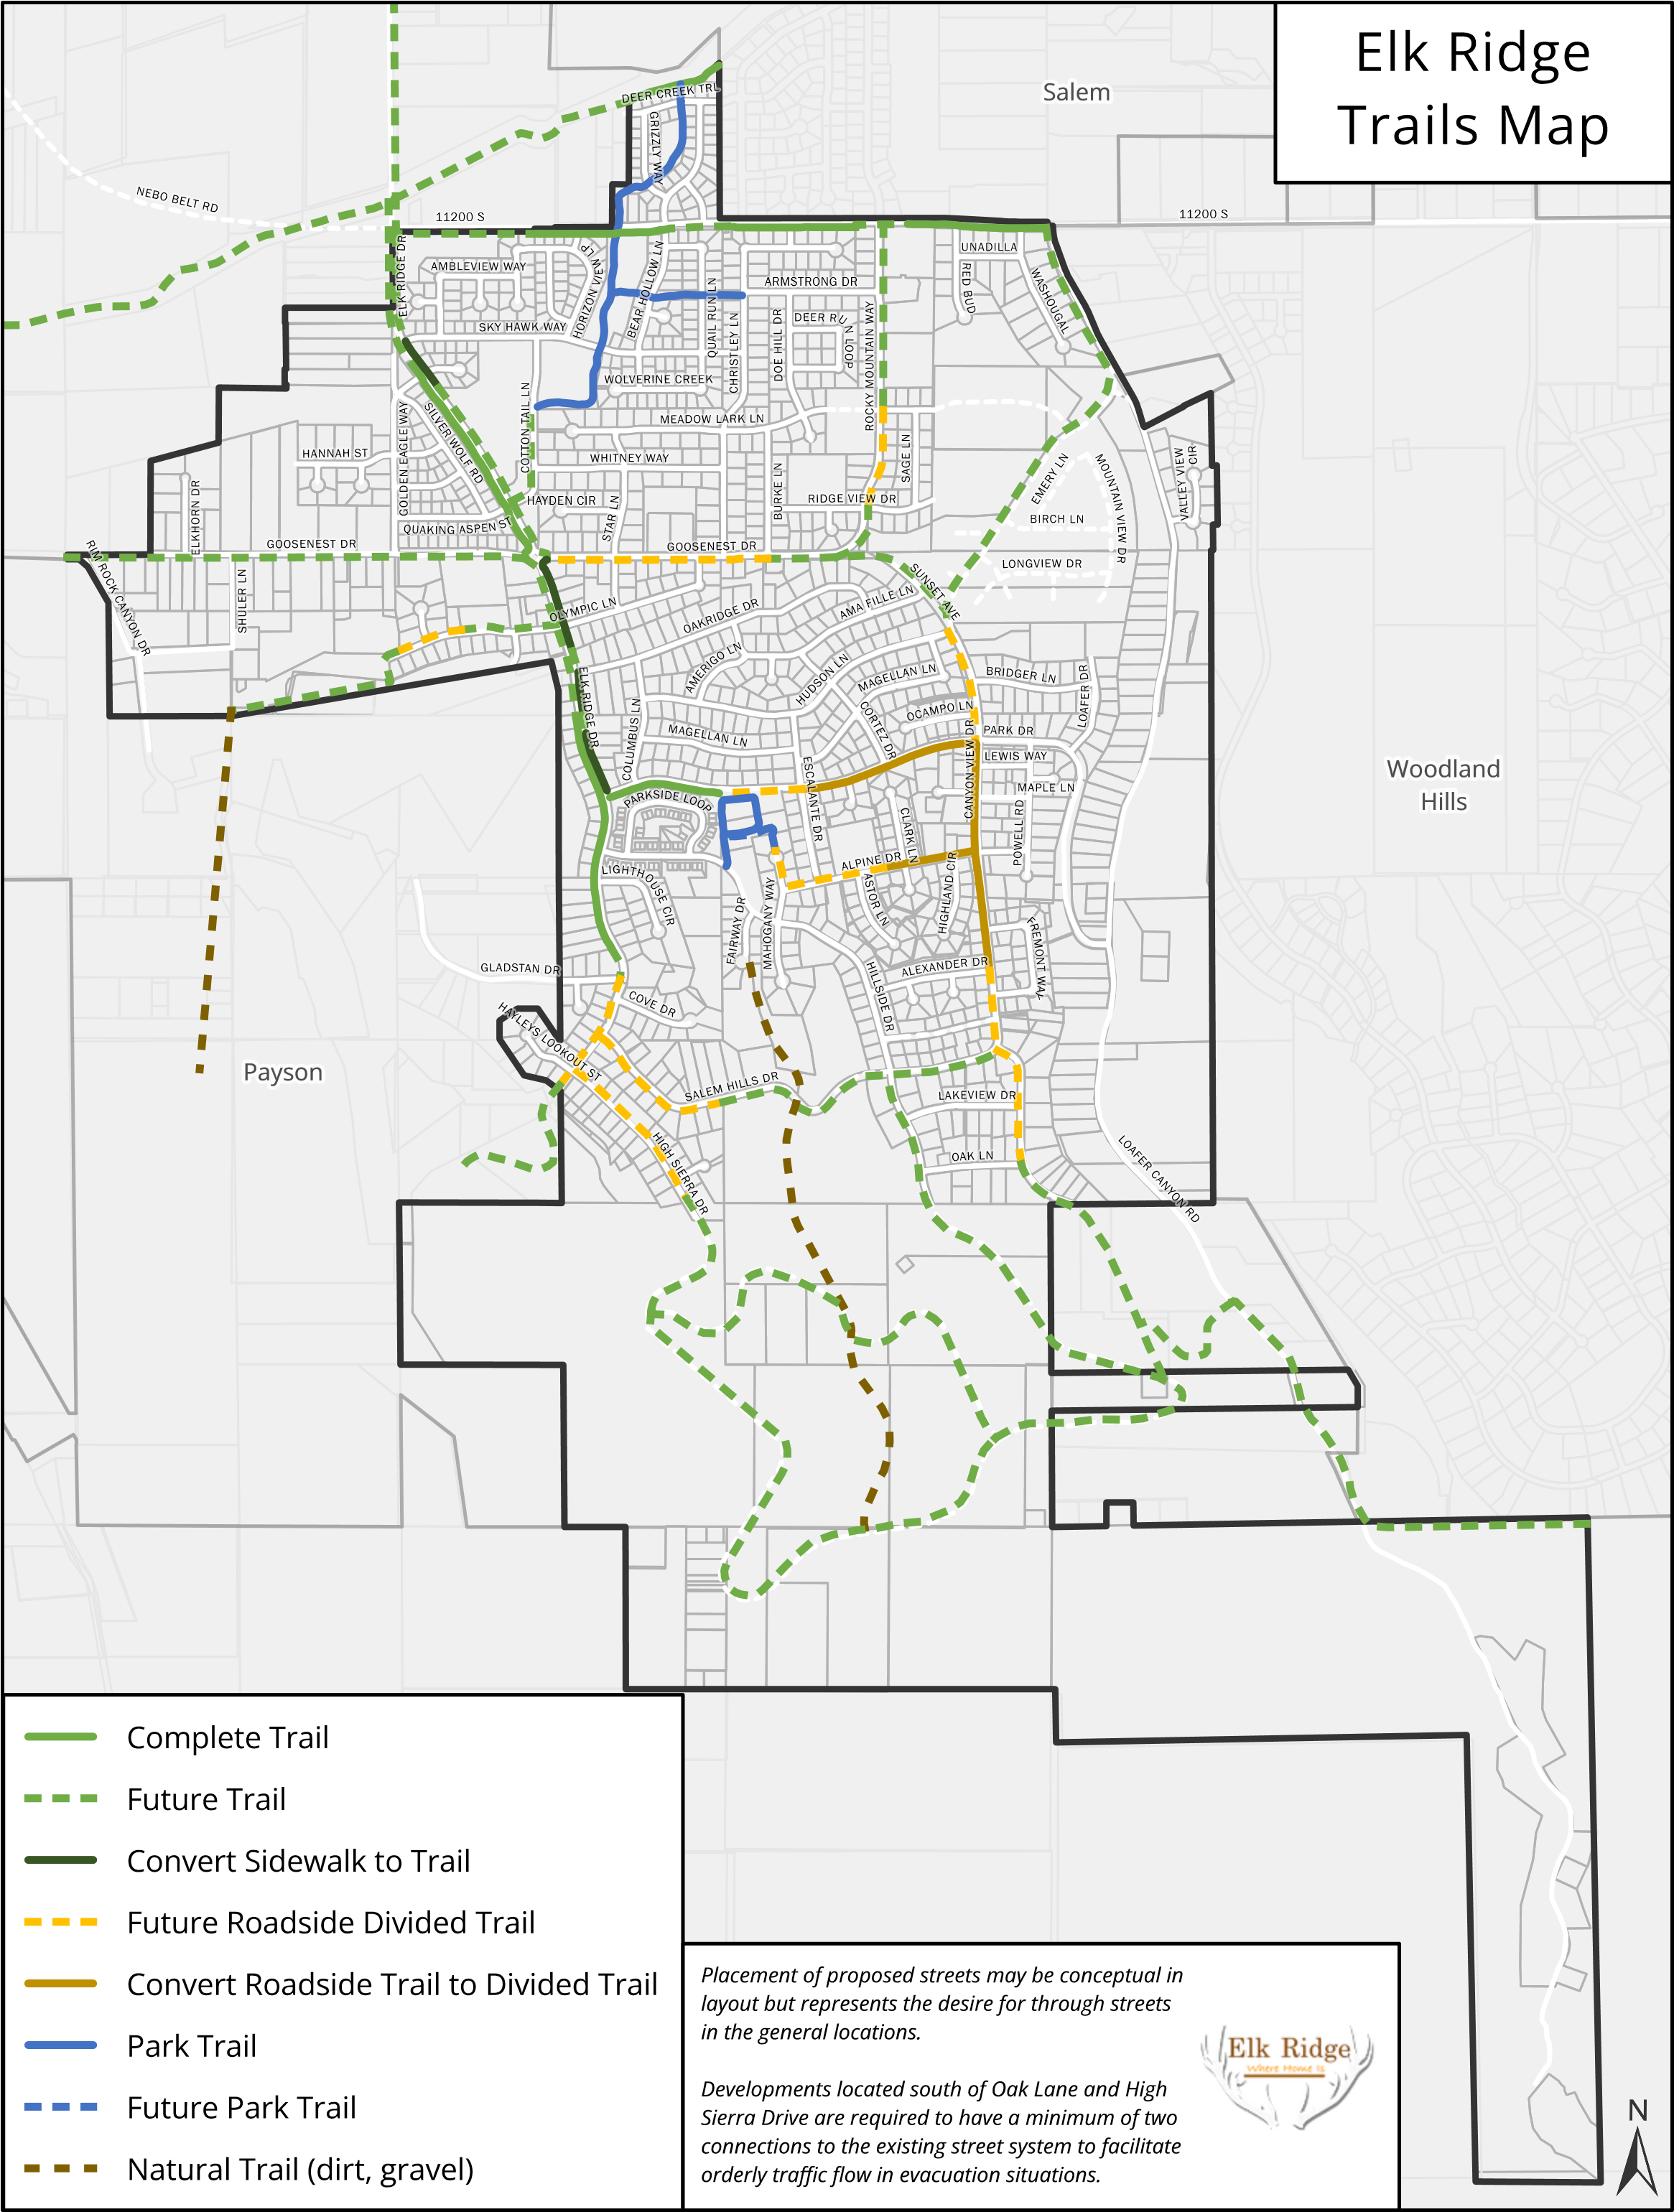 Elk Ridge
Trails Map
Salem
DEER CREEK TRL
GRIZLY WAY
NEBO BELT RD
11200 S
11200 S
ELK RIDGE DR
AMBLEVIEW WAY
HORIZON VIEW LP
BEAR HOLLOW LN
ARMSTRONG DR
UNADILLA
RED BUD
WASHOUGAL
SKY HAWK WAY
QUAIL RUN LN
CHRISTLEY LN
DOE HILL DR
DEER RUN LOOP
ROCKY MOUNTAIN WAY
WOLVERINE CREEK
COTTON TAIL LN
MEADOW LARK LN
GOLDEN EAGLE WAY
SILVER WOLF RD
HANNAH ST
WHITNEY WAY
SAGE LN
EMERY LN
MOUNTAIN VIEW DR
VALLEY VIEW CIR
ELKHORN DR
HAYDEN CIR
STAR LN
BURKE LN
RIDGE VIEW DR
BIRCH LN
QUAKING ASPEN ST
GOOSENEST DR
GOOSENEST DR
LONGVIEW DR
RIM ROCK CANYON DR
SHULER LN
SUNSET AVE
OLYMPIC LN
OAKRIDGE DR
AMA FILLE LN
AMERIGO LN
HUDSON LN
MAGELLAN LN
BRIDGER LN
LOAFER DR
ELK RIDGE DR
COLUMBUS LN
MAGELLAN LN
CORTEZ DR
OCAMPO LN
PARK DR
CANYON VIEW DR
LEWIS WAY
Woodland
Hills
ESCALANTE DR
MAPLE LN
PARKSIDE LOOP
CLARK LN
POWELL RD
ALPINE DR
LIGHTHOUSE CIR
ASTOR LN
HIGHLAND CIR
FAIRWAY DR
MAHOGANY WAY
FREMONT WAY
GLADSTAN DR
HILLSIDE DR
ALEXANDER DR
COVE DR
HAYLEYS LOOKOUT ST
Payson
SALEM HILLS DR
LAKEVIEW DR
HIGH SIERRA DR
OAK LN
LOAFER CANYON RD
Complete Trail
Future Trail
Convert Sidewalk to Trail
Future Roadside Divided Trail
Convert Roadside Trail to Divided Trail
Park Trail
Future Park Trail
Natural Trail (dirt, gravel)
Placement of proposed streets may be conceptual in
layout but represents the desire for through streets
in the general locations.
Developments located south of Oak Lane and High
Sierra Drive are required to have a minimum of two
connections to the existing street system to facilitate
orderly traffic flow in evacuation situations.
Elk Ridge
Where Home Is
N